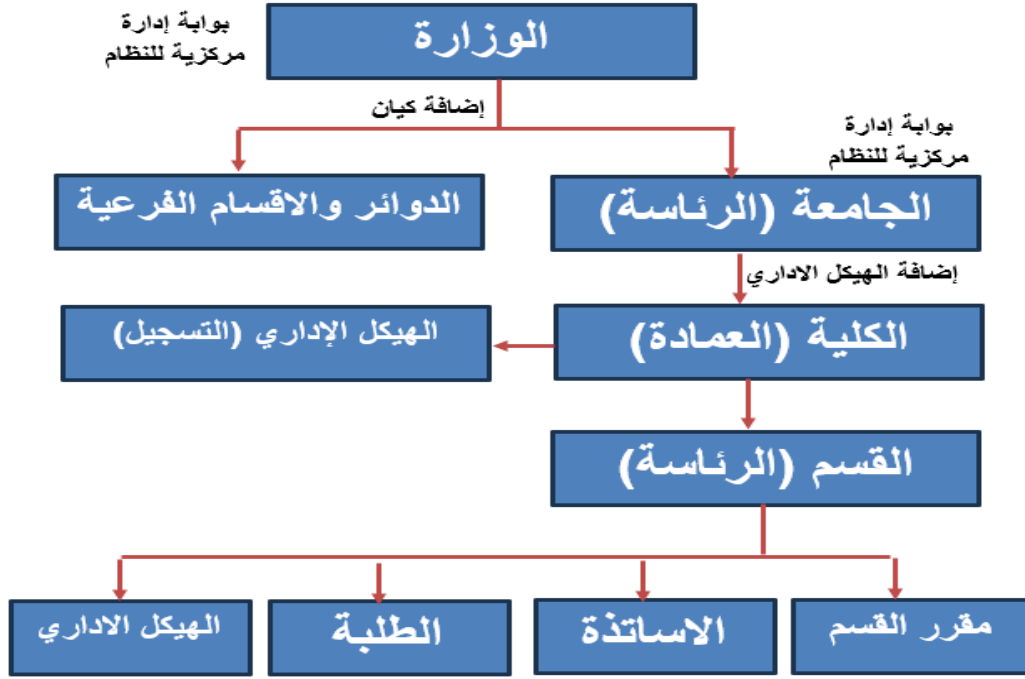 بوابة إدارة
مركزية للنظام
الوزارة
إضافة كيان
بوابة إدارة
مركزية للنظام
الجامعة (الرئاسة)
الدوائر والاقسام الفرعية
إضافة الهيكل الاداري
الكلية (العمادة)
الهيكل الإداري (التسجيل)
القسم (الرئاسة)
مقرر القسم
الاساتذة
الطلبة
الهيكل الاداري